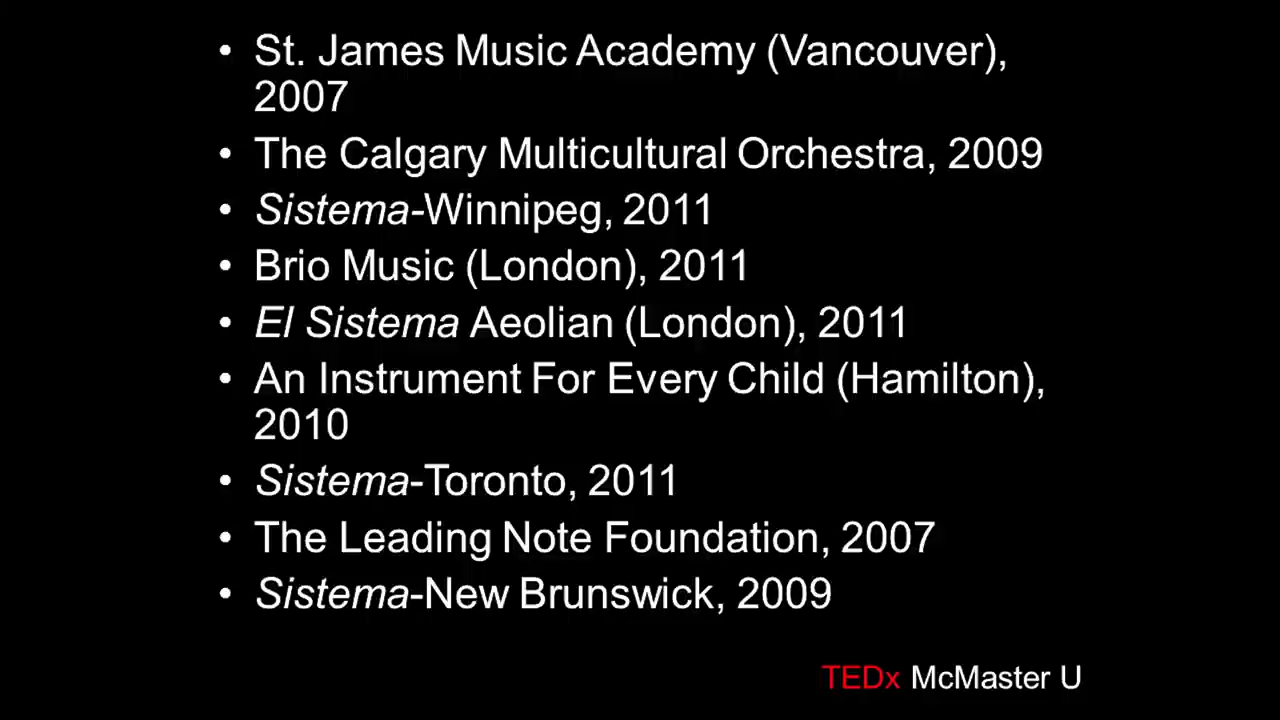 • St. James Music Academy (Vancouver),
2007
• The Calgary Multicultural Orchestra, 2009
• Sistema-Winnipeg, 2011
• Brio Music (London), 2011
• El Sistema Aeolian (London), 2011
• An Instrument For Every Child (Hamilton),
2010
• Sistema-Toronto, 2011
• The Leading Note Foundation, 2007
• Sistema-New Brunswick, 2009
TEDx McMaster U